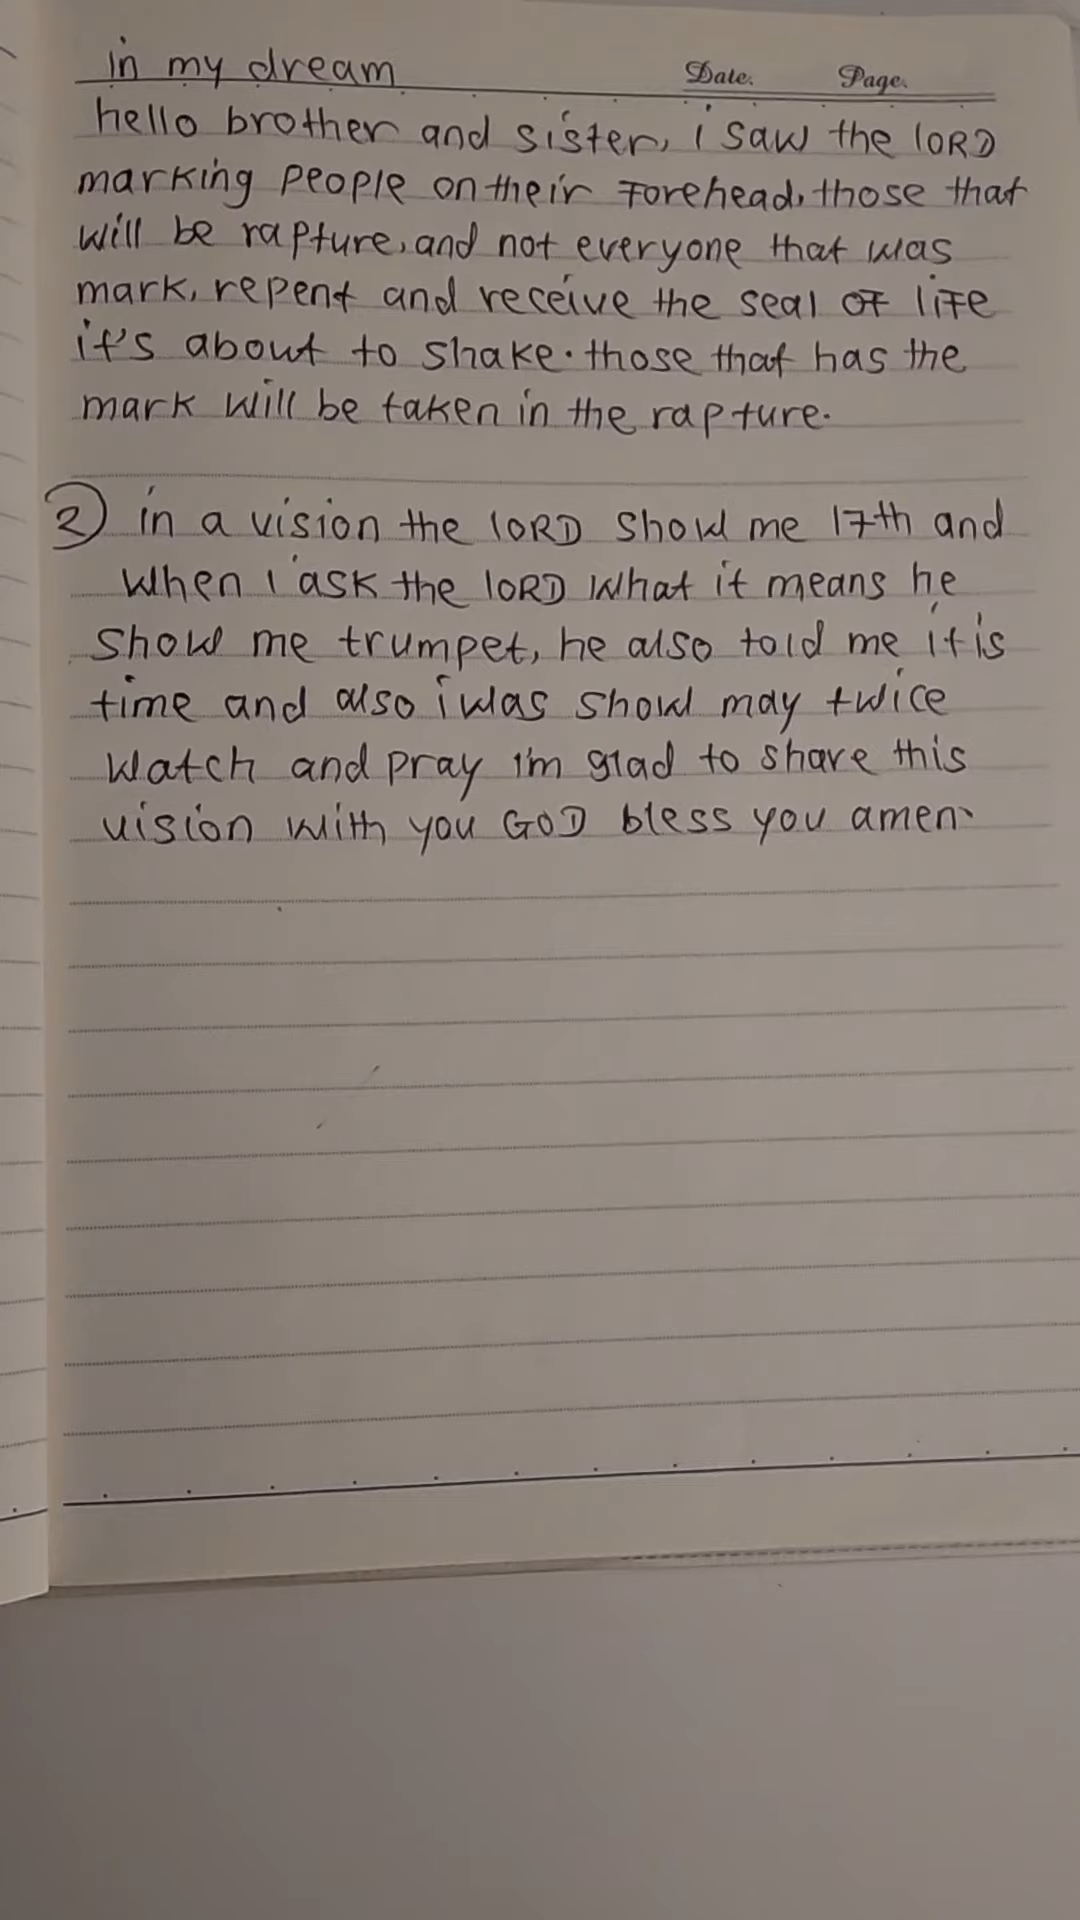 in my dream
Date. Page.
hello brother and sister, i saw the lORD
marking people on their Forehead, those that
will be rapture, and not everyone that was
mark, repent and receive the seal of life
it's about to shake. those that has the
mark will be taken in the rapture.
2 in a vision the lORD show me 17th and
when i ask the lORD what it means he
show me trumpet, he also told me it is
time and also i was show may twice
watch and pray i'm glad to share this
vision with you GOD bless you amen.